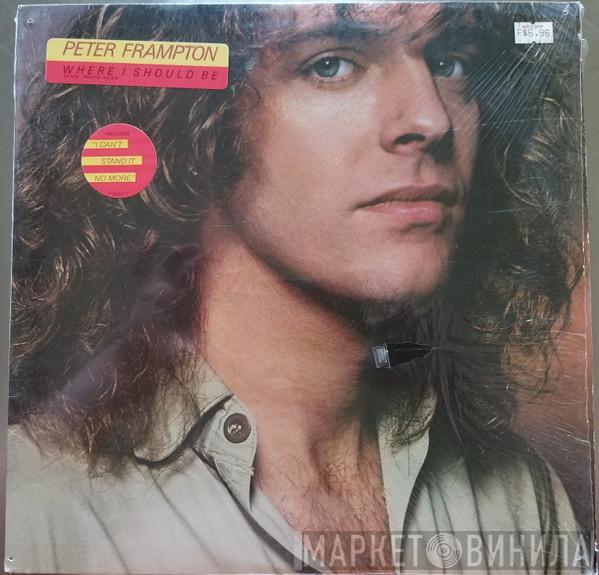 PETER FRAMPTON
WHERE I SHOULD BE
INCLUDES
"I CAN'T
STAND IT
NO MORE"
6.96
МАРКЕТ ВИНИЛА